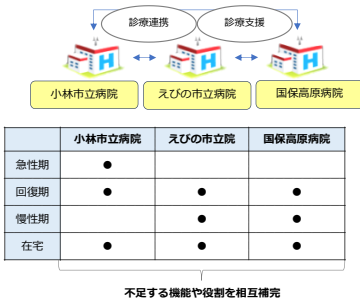 診療連携 診療支援
H H H
小林市立病院 えびの市立病院 国保高原病院
小林市立病院 えびの市立院 国保高原病院
急性期 ●
回復期 ● ● ●
慢性期 ● ●
在宅 ● ● ●
不足する機能や役割を相互補完